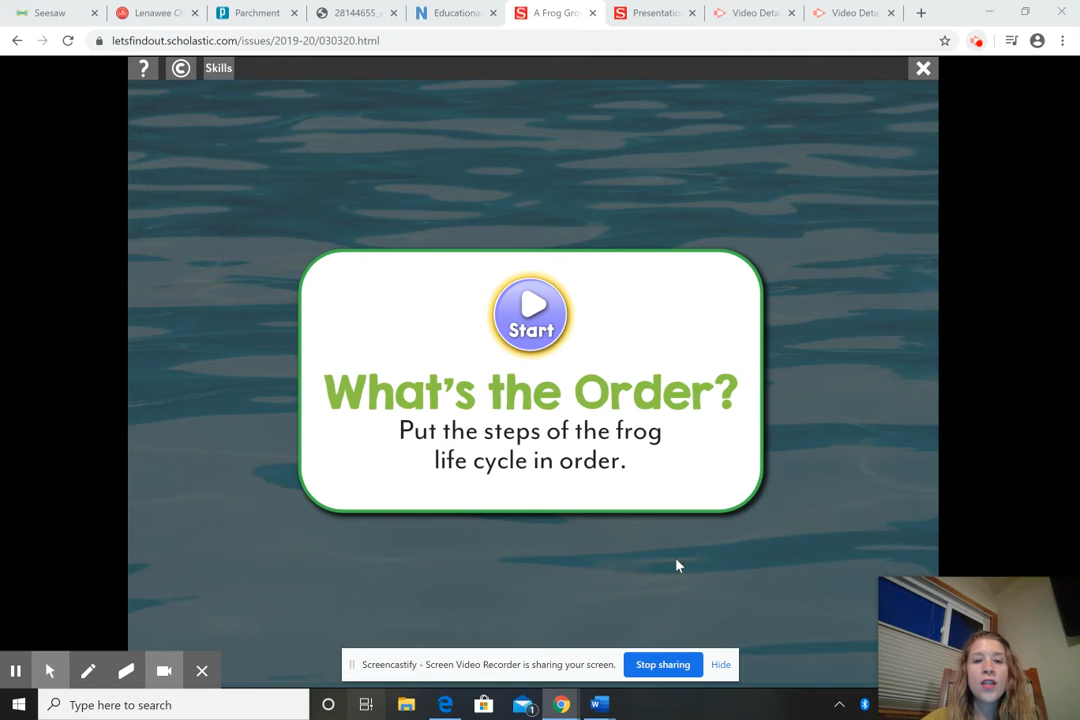 Seesaw
Lenawee C
Parchment
28144655_
Educationa
A Frog Gro
Presentatio
Video Deta
Video Deta
letsfindout.scholastic.com/issues/2019-20/030320.html
? © Skills
Start
What's the Order?
Put the steps of the frog
life cycle in order.
Screencastify - Screen Video Recorder is sharing your screen.
Stop sharing
Hide
Type here to search
1